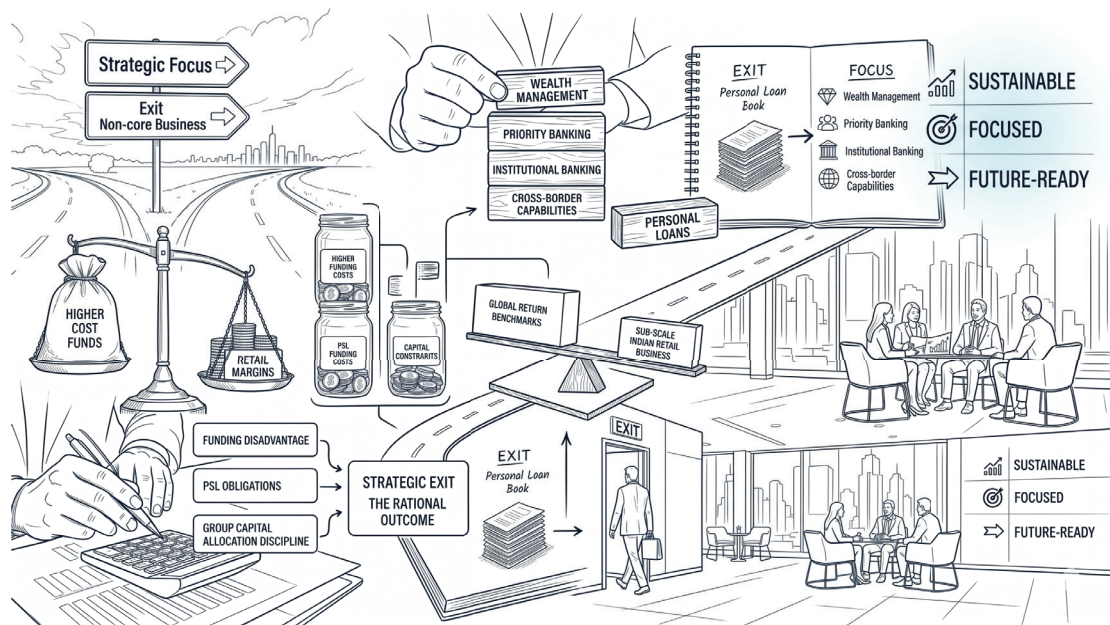 Strategic Focus
Exit
Non-core Business
WEALTH
MANAGEMENT
PRIORITY BANKING
INSTITUTIONAL BANKING
CROSS-BORDER
CAPABILITIES
PERSONAL
LOANS
EXIT
Personal Loan
Book
FOCUS
Wealth Management
Priority Banking
Institutional Banking
Cross-border
Capabilities
SUSTAINABLE
FOCUSED
FUTURE-READY
HIGHER
COST
FUNDS
RETAIL
MARGINS
HIGHER
FUNDING
COSTS
PSL
FUNDING
COSTS
CAPITAL
CONSTRARITS
GLOBAL RETURN
BENCHMARKS
SUB-SCALE
INDIAN RETAIL
BUSINESS
FUNDING DISADVANTAGE
PSL OBLIGATIONS
GROUP CAPITAL
ALLOCATION DISCIPLINE
STRATEGIC EXIT
THE RATIONAL
OUTCOME
EXIT
Personal Loan
Book
EXIT
SUSTAINABLE
FOCUSED
FUTURE-READY